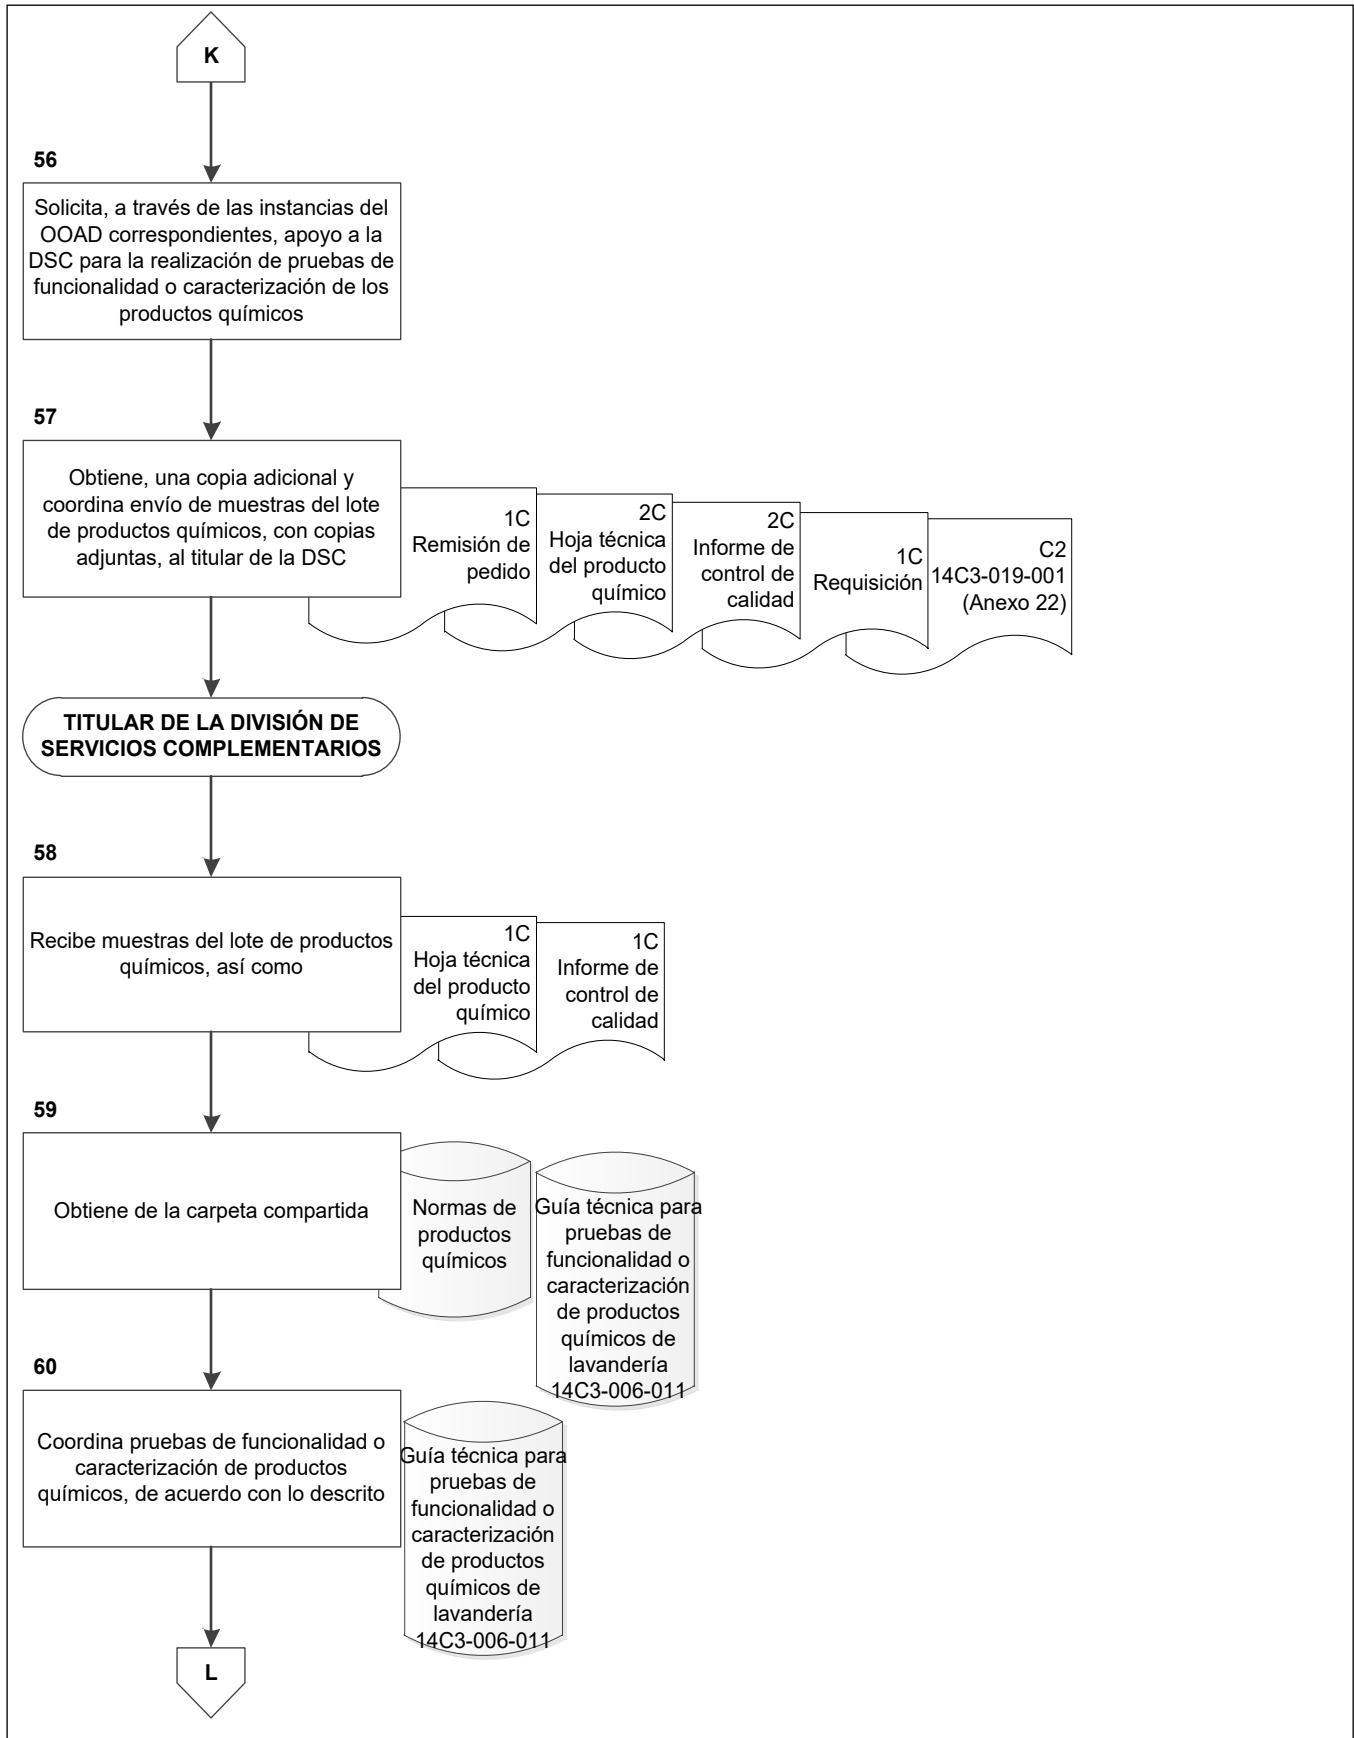 K
56
Solicita, a través de las instancias del
OOAD correspondientes, apoyo a la
DSC para la realización de pruebas de
funcionalidad o caracterización de los
productos químicos
57
Obtiene, una copia adicional y
coordina envío de muestras del lote
de productos químicos, con copias
adjuntas, al titular de la DSC
1C
Remisión de
pedido
2C
Hoja técnica
del producto
químico
2C
Informe de
control de
calidad
1C
Requisición
C2
14C3-019-001
(Anexo 22)
TITULAR DE LA DIVISIÓN DE
SERVICIOS COMPLEMENTARIOS
58
Recibe muestras del lote de productos
químicos, así como
1C
Hoja técnica
del producto
químico
1C
Informe de
control de
calidad
59
Obtiene de la carpeta compartida
Normas de
productos
químicos
Guía técnica para
pruebas de
funcionalidad o
caracterización
de productos
químicos de
lavandería
14C3-006-011
60
Coordina pruebas de funcionalidad o
caracterización de productos
químicos, de acuerdo con lo descrito
Guía técnica para
pruebas de
funcionalidad o
caracterización
de productos
químicos de
lavandería
14C3-006-011
L